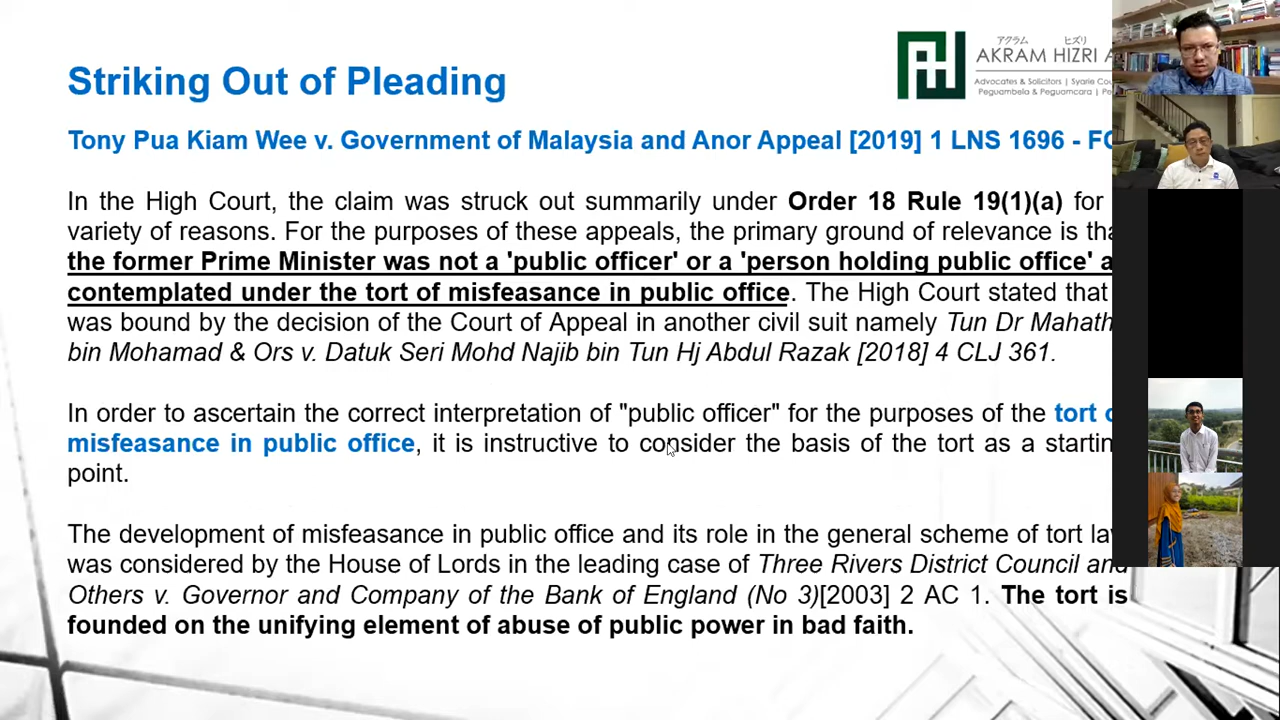 Striking Out of Pleading
アクラム ヒズリ
AKRAM HIZRI A
Advocates & Solicitors | Syarie Cou
Peguambela & Peguamcara | Pe
Tony Pua Kiam Wee v. Government of Malaysia and Anor Appeal [2019] 1 LNS 1696 - FC
In the High Court, the claim was struck out summarily under Order 18 Rule 19(1)(a) for
variety of reasons. For the purposes of these appeals, the primary ground of relevance is tha
the former Prime Minister was not a 'public officer' or a 'person holding public office' a
contemplated under the tort of misfeasance in public office. The High Court stated that
was bound by the decision of the Court of Appeal in another civil suit namely Tun Dr Mahath
bin Mohamad & Ors v. Datuk Seri Mohd Najib bin Tun Hj Abdul Razak [2018] 4 CLJ 361.
In order to ascertain the correct interpretation of "public officer" for the purposes of the tort o
misfeasance in public office, it is instructive to consider the basis of the tort as a startin
point.
The development of misfeasance in public office and its role in the general scheme of tort law
was considered by the House of Lords in the leading case of Three Rivers District Council and
Others v. Governor and Company of the Bank of England (No 3)[2003] 2 AC 1. The tort is
founded on the unifying element of abuse of public power in bad faith.